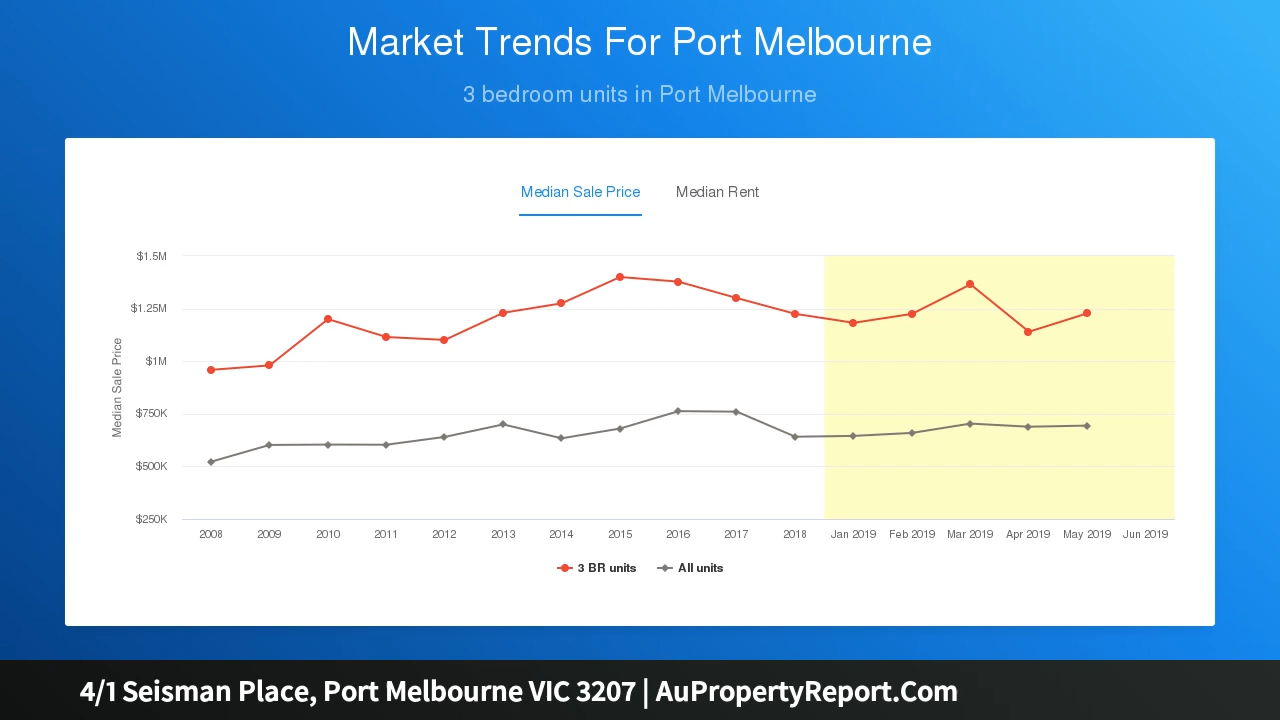 Market Trends For Port Melbourne
3 bedroom units in Port Melbourne
Median Sale Price Median Rent
$1.5M
$1.25M
$1M
$750K
$500K
$250K
Median Sale Price
2008 2009 2010 2011 2012 2013 2014 2015 2016 2017 2018 Jan 2019 Feb 2019 Mar 2019 Apr 2019 May 2019 Jun 2019
3 BR units All units
4/1 Seisman Place, Port Melbourne VIC 3207 | AuPropertyReport.Com